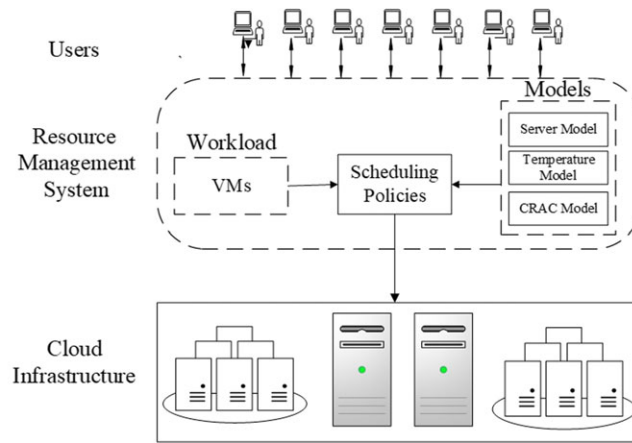 Users
Models
Resource
Management
System
Workload
VMs
Scheduling
Policies
Server Model
Temperature
Model
CRAC Model
Cloud
Infrastructure